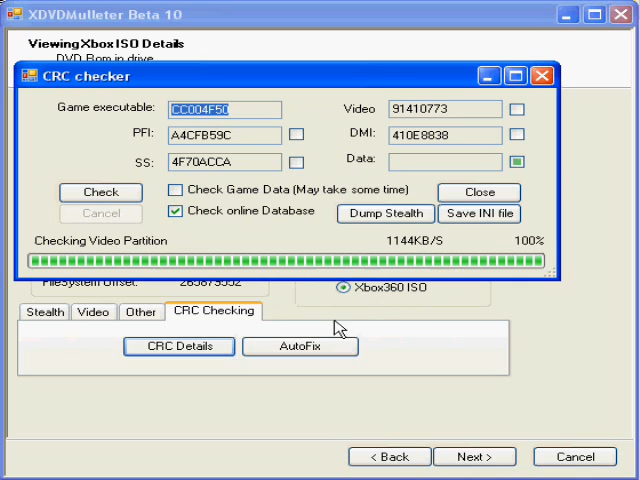 XDVDMulleter Beta 10
Viewing Xbox ISO Details
DVD Rom in drive
CRC checker
Game executable: CC004F50 Video 91410773
PFI: A4CFB59C DMI: 410E8838
SS: 4F70ACCA Data:
Check Check Game Data (May take some time) Close
Cancel Check online Database Dump Stealth Save INI file
Checking Video Partition 1144KB/S 100%
FileSystem Offset: 265879552 Xbox360 ISO
Stealth Video Other CRC Checking
CRC Details AutoFix
< Back Next > Cancel